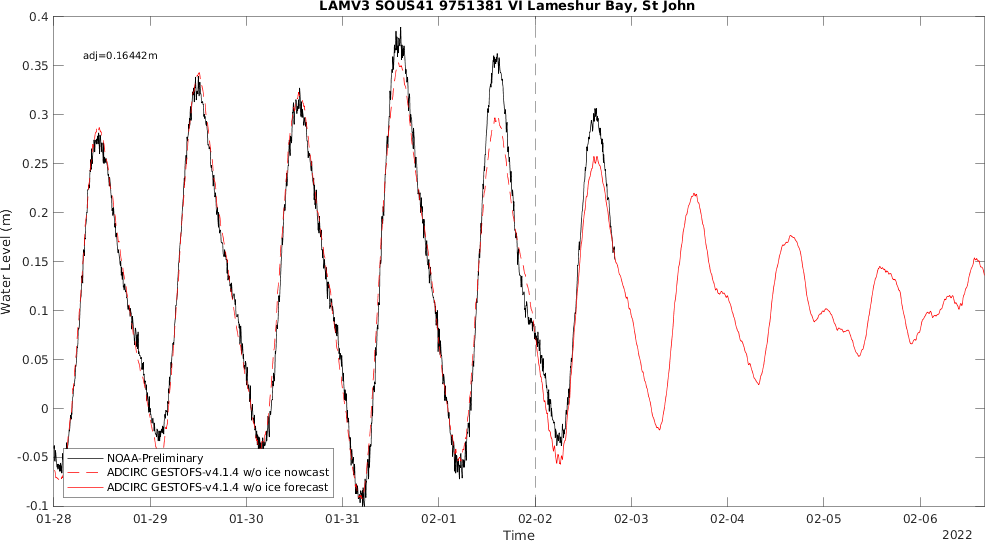 LAMV3 SOUS41 9751381 VI Lameshur Bay, St John
adj=0.16442m
Water Level (m)
0.4
0.35
0.3
0.25
0.2
0.15
0.1
0.05
0
-0.05
-0.1
NOAA-Preliminary
ADCIRC GESTOFS-v4.1.4 w/o ice nowcast
ADCIRC GESTOFS-v4.1.4 w/o ice forecast
01-28 01-29 01-30 01-31 02-01 02-02 02-03 02-04 02-05 02-06
Time
2022